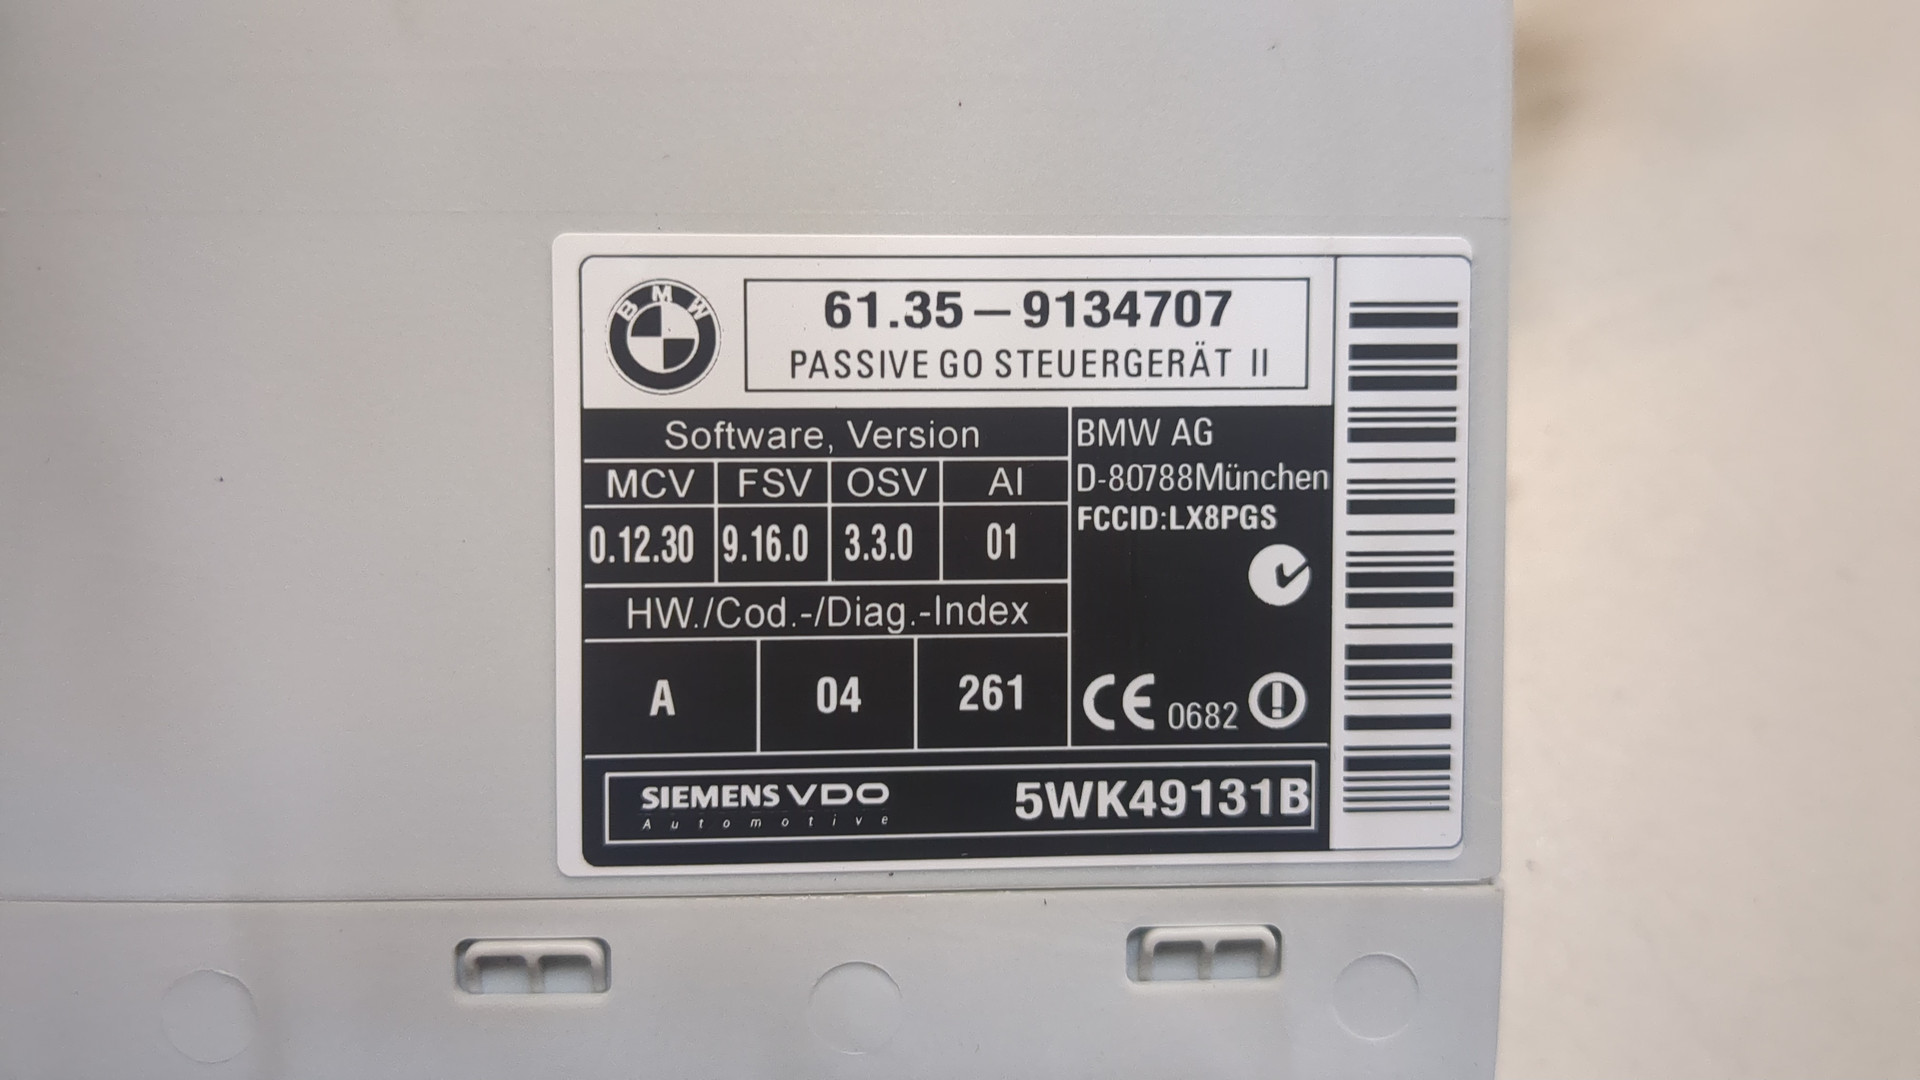 BMW
61.35-9134707
PASSIVE GO STEUERGERÄT II
Software, Version
MCV FSV OSV AI
0.12.30 9.16.0 3.3.0 01
HW./Cod.-/Diag.-Index
A 04 261
BMW AG
D-80788München
FCCID:LX8PGS
CE 0682
SIEMENS VDO
Automotive
5WK49131B